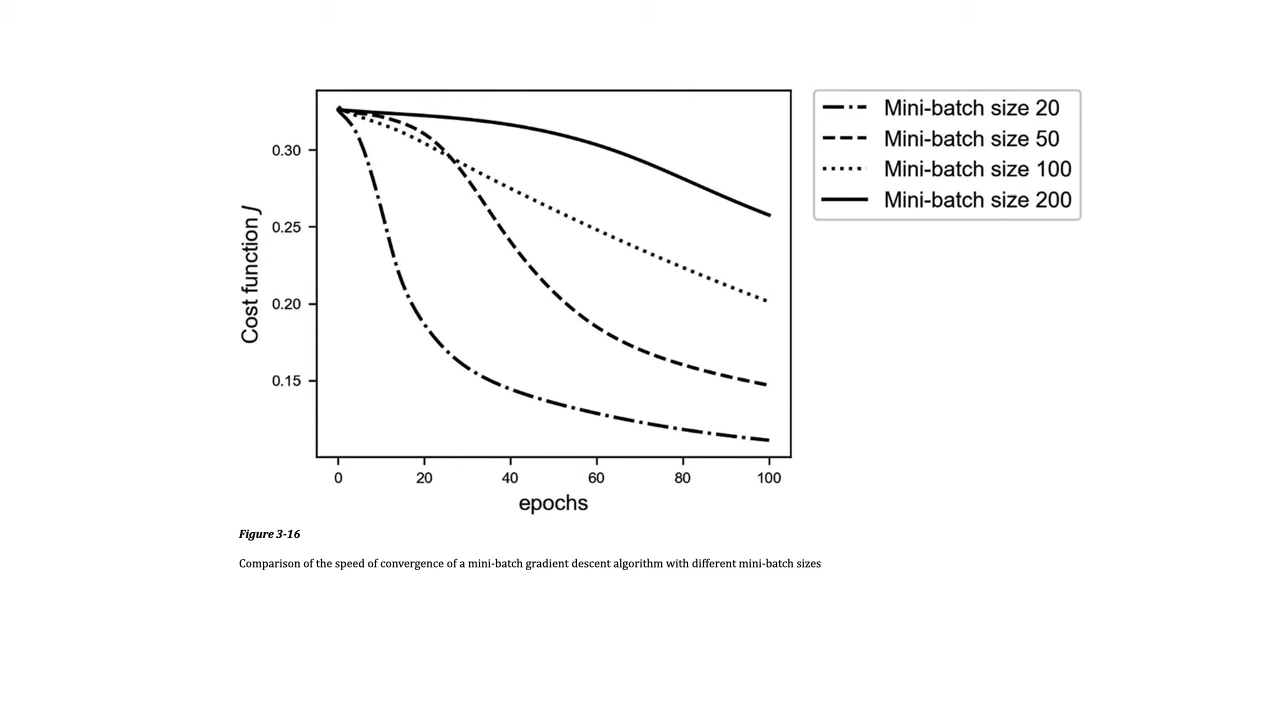 0.30
0.25
0.20
0.15
Cost function J
0 20 40 60 80 100
epochs
Mini-batch size 20
Mini-batch size 50
Mini-batch size 100
Mini-batch size 200
Figure 3-16
Comparison of the speed of convergence of a mini-batch gradient descent algorithm with different mini-batch sizes